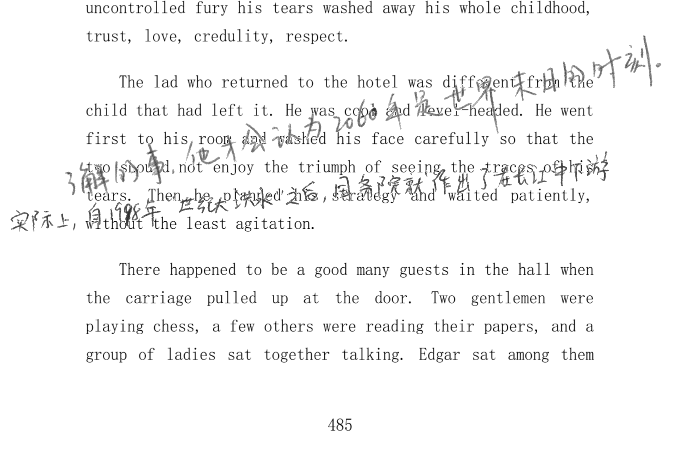 uncontrolled fury his tears washed away his whole childhood,
trust, love, credulity, respect.
The lad who returned to the hotel was different from the
child that had left it. He was cool and level-headed. He went
first to his room and washed his face carefully so that the
two should not enjoy the triumph of seeing the traces of his
tears. Then he planned his strategy and waited patiently,
without the least agitation.
了解的事，他才会认为2060年是世界末日的时刻。
实际上，自1998年“世纪大洪水”之后，国务院就作出了在长江中下游
There happened to be a good many guests in the hall when
the carriage pulled up at the door. Two gentlemen were
playing chess, a few others were reading their papers, and a
group of ladies sat together talking. Edgar sat among them
485